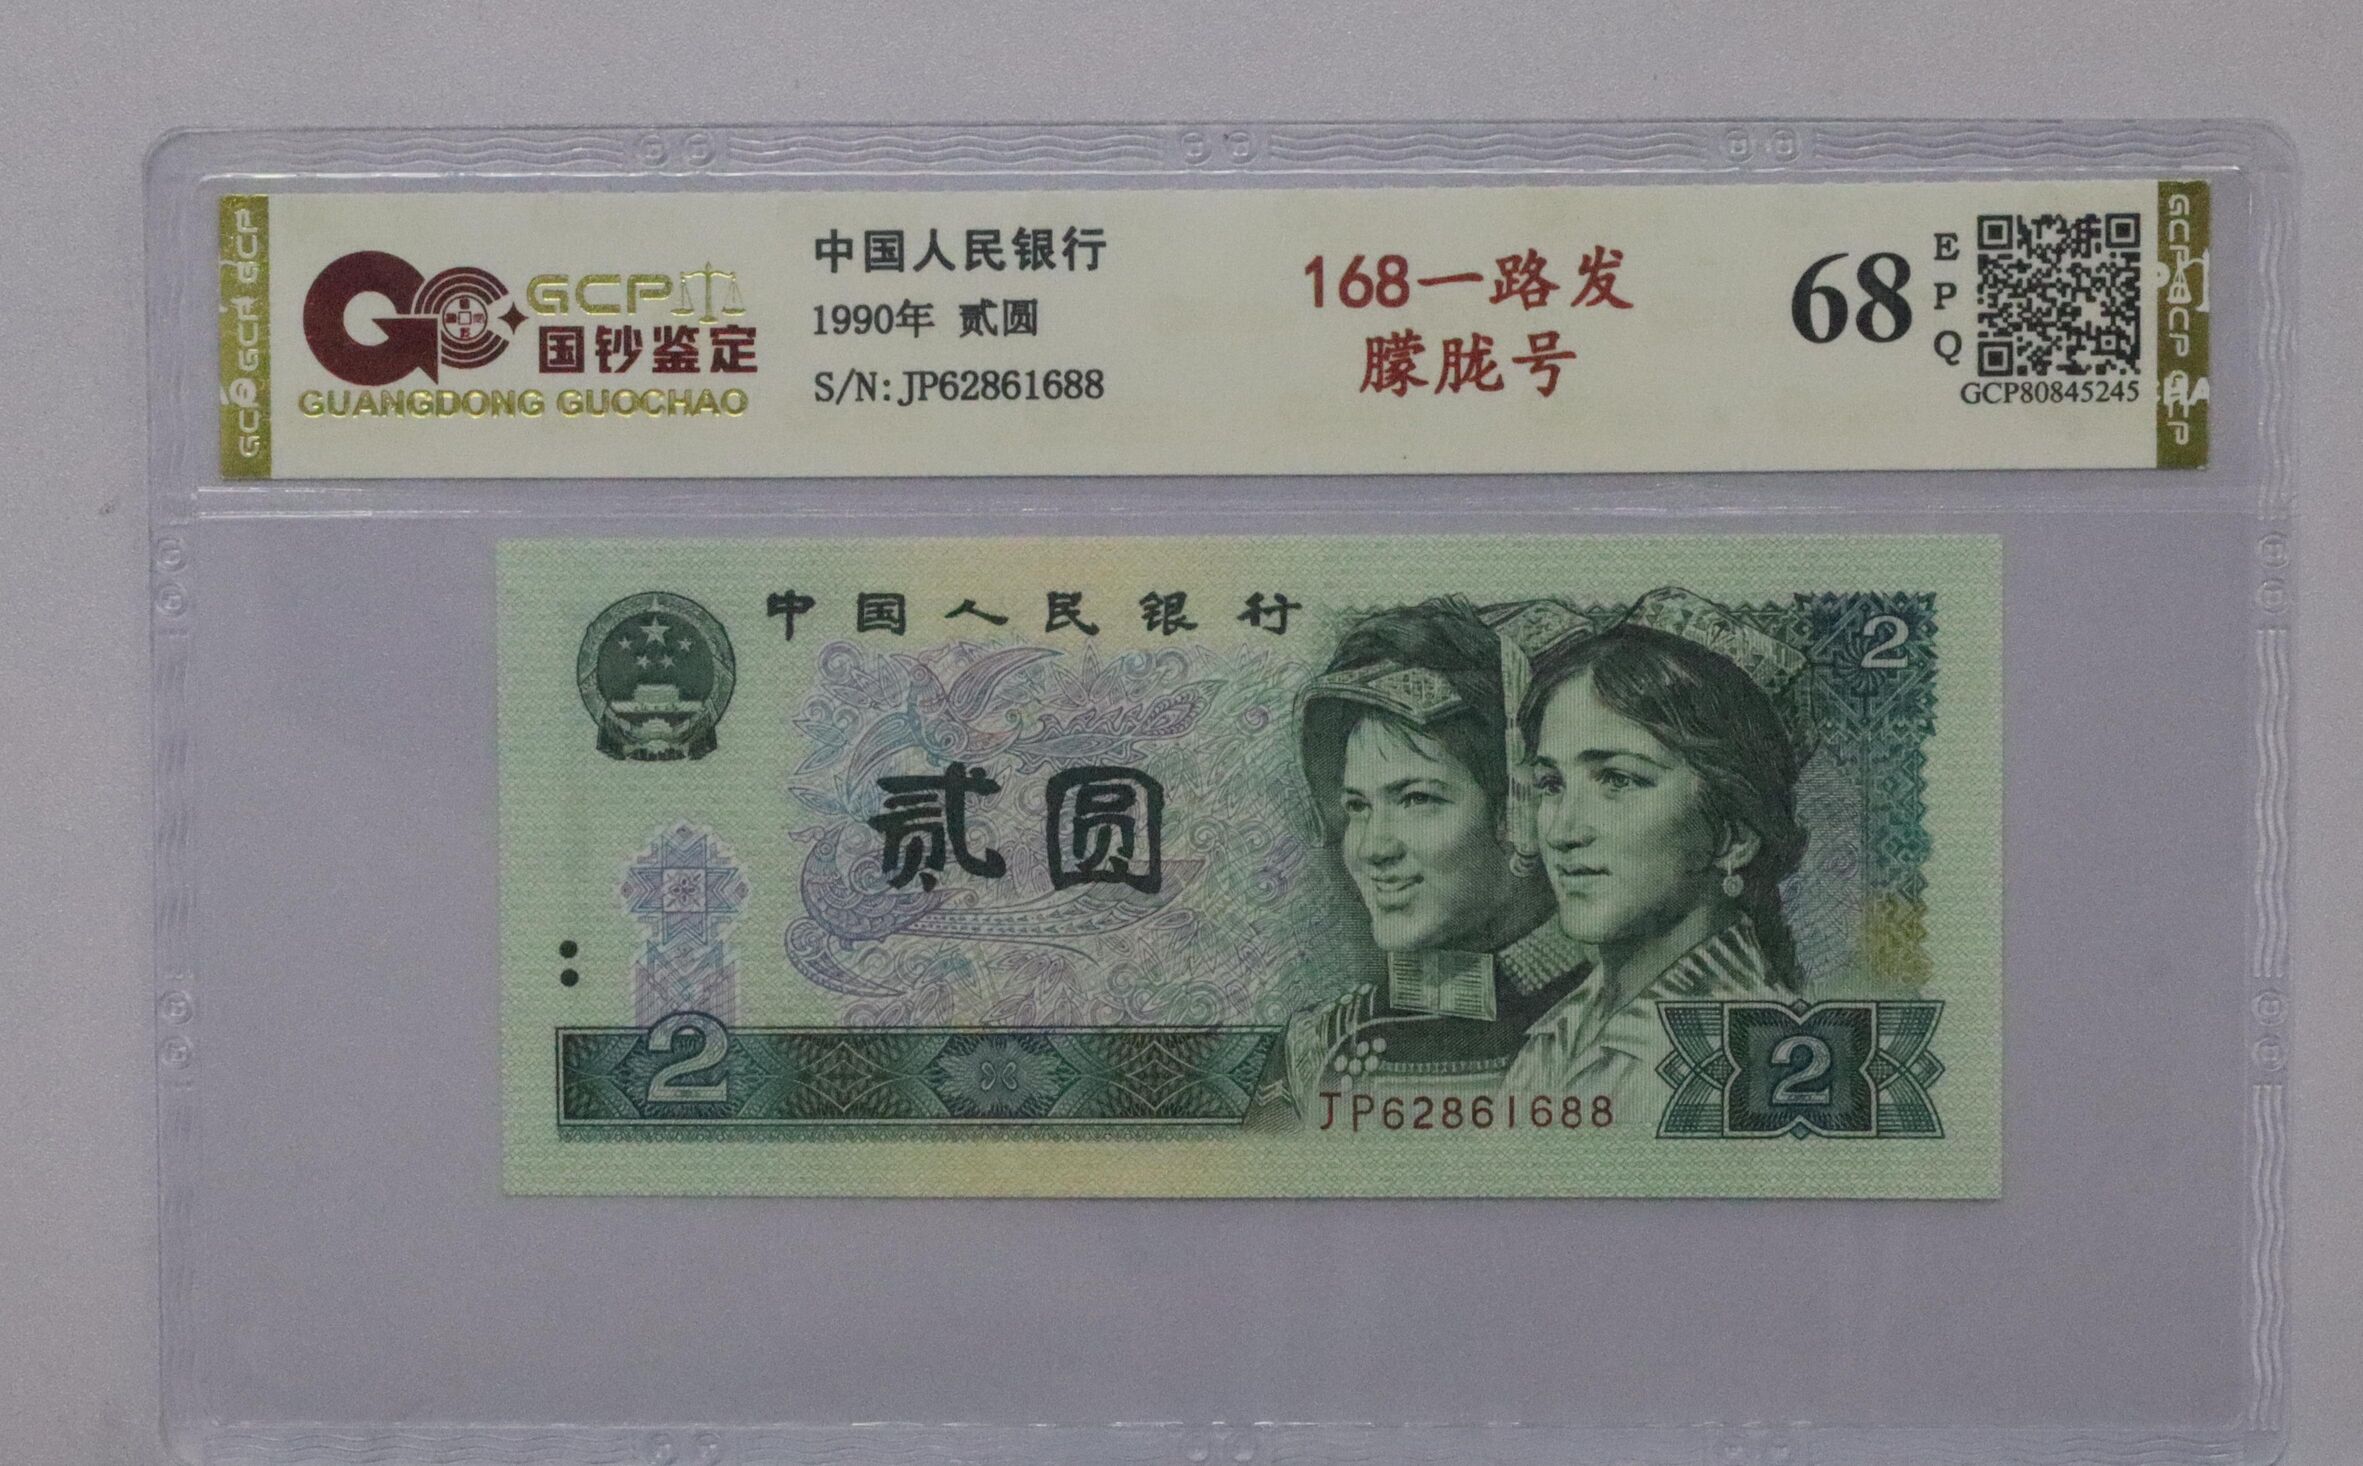 GCP
国钞鉴定
GUANGDONG GUOCHAO
中国人民银行
1990年 贰圆
S/N: JP62861688
168一路发
朦胧号
68
EPQ
GCP80845245
中国人民银行
2
贰圆
2
JP62861688
2